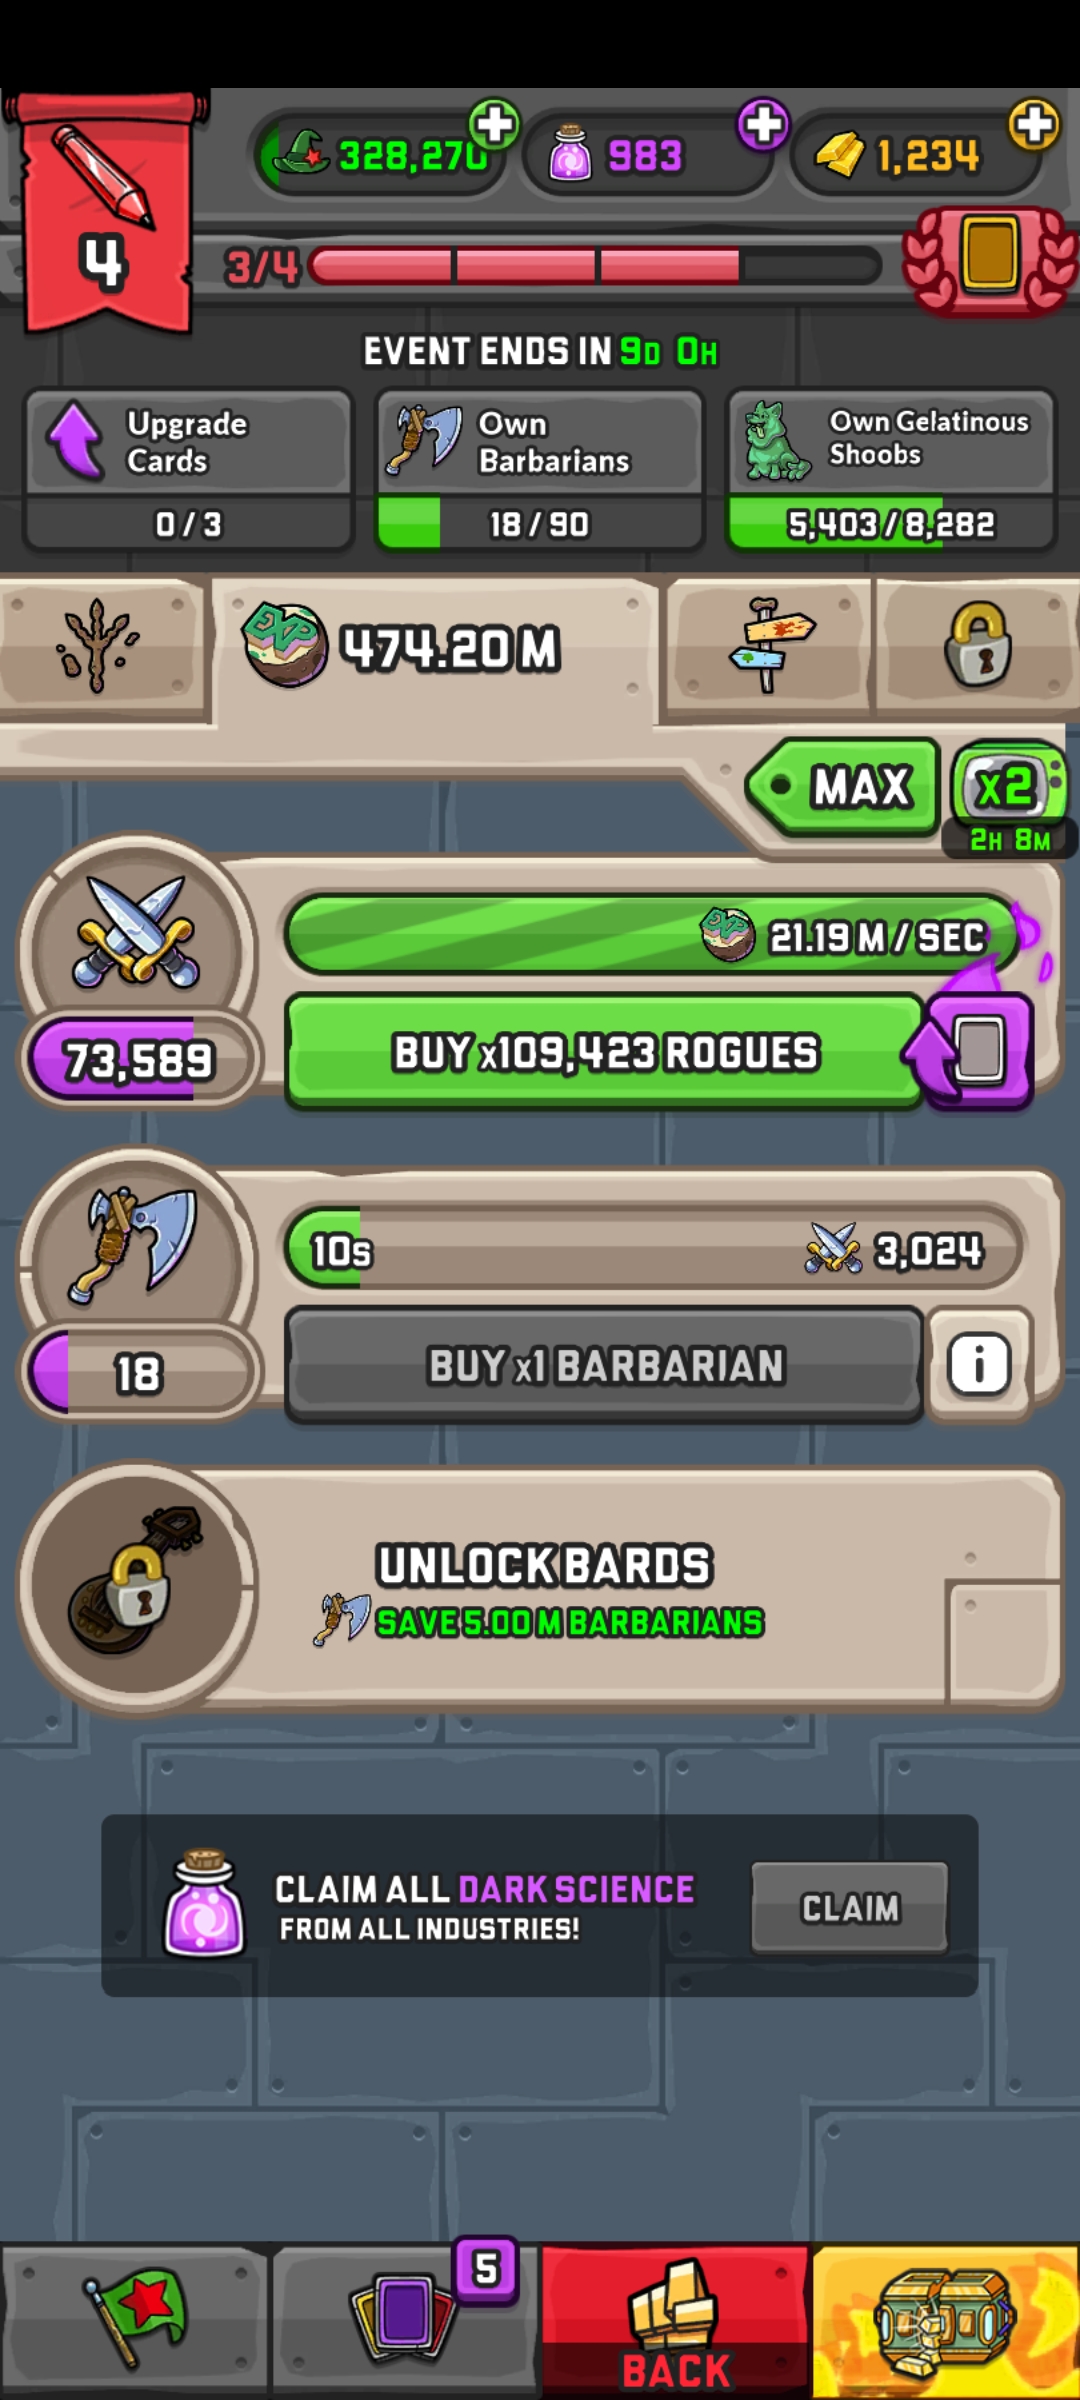 328,270
983
1,234
4
3/4
EVENT ENDS IN 9D 0H
Upgrade
Cards
0/3
Own
Barbarians
18/90
Own Gelatinous
Shoobs
5,403/8,282
EXP
474.20 M
MAX
x2
2H 8M
EXP
21.19 M / SEC
73,589
BUY x109,423 ROGUES
10s
3,024
18
BUY x1 BARBARIAN
i
UNLOCK BARDS
SAVE 5.00 M BARBARIANS
CLAIM ALL DARK SCIENCE
FROM ALL INDUSTRIES!
CLAIM
5
BACK